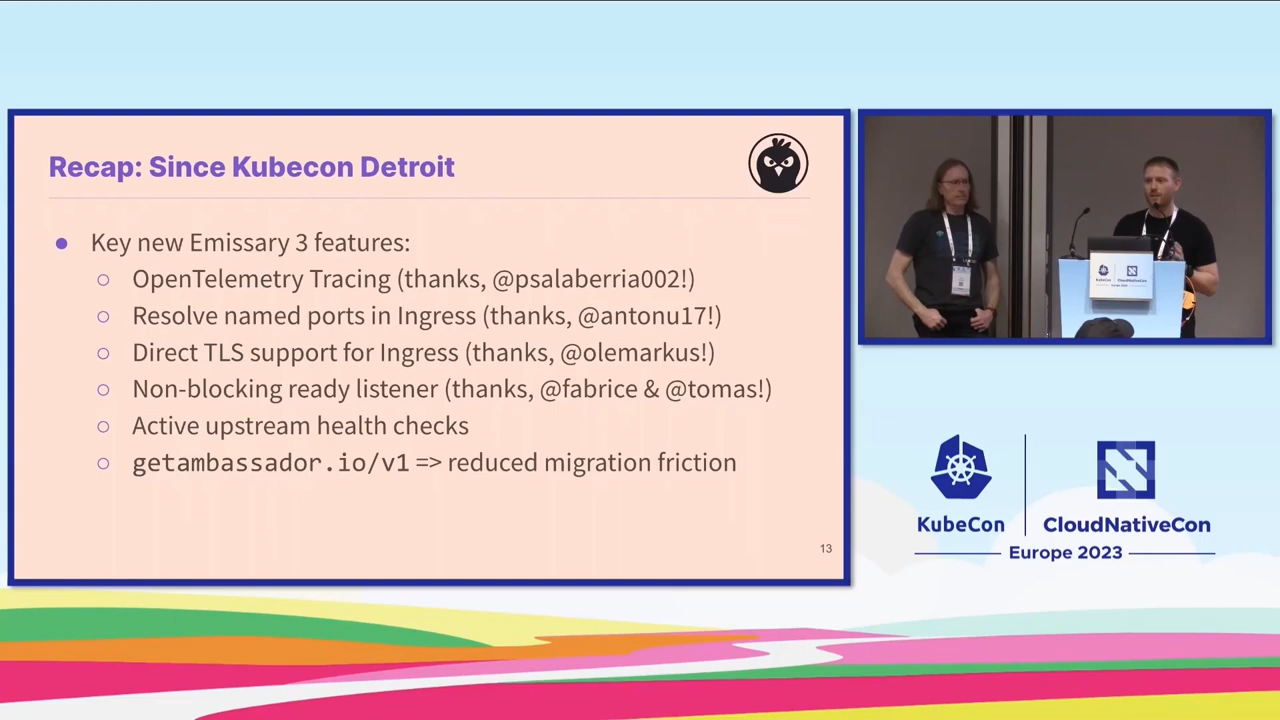 Recap: Since Kubecon Detroit
Key new Emissary 3 features:
OpenTelemetry Tracing (thanks, @psalaberria002!)
Resolve named ports in Ingress (thanks, @antonu17!)
Direct TLS support for Ingress (thanks, @olemarkus!)
Non-blocking ready listener (thanks, @fabrice & @tomas!)
Active upstream health checks
getambassador.io/v1 => reduced migration friction
13
KubeCon
CloudNativeCon
Europe 2023